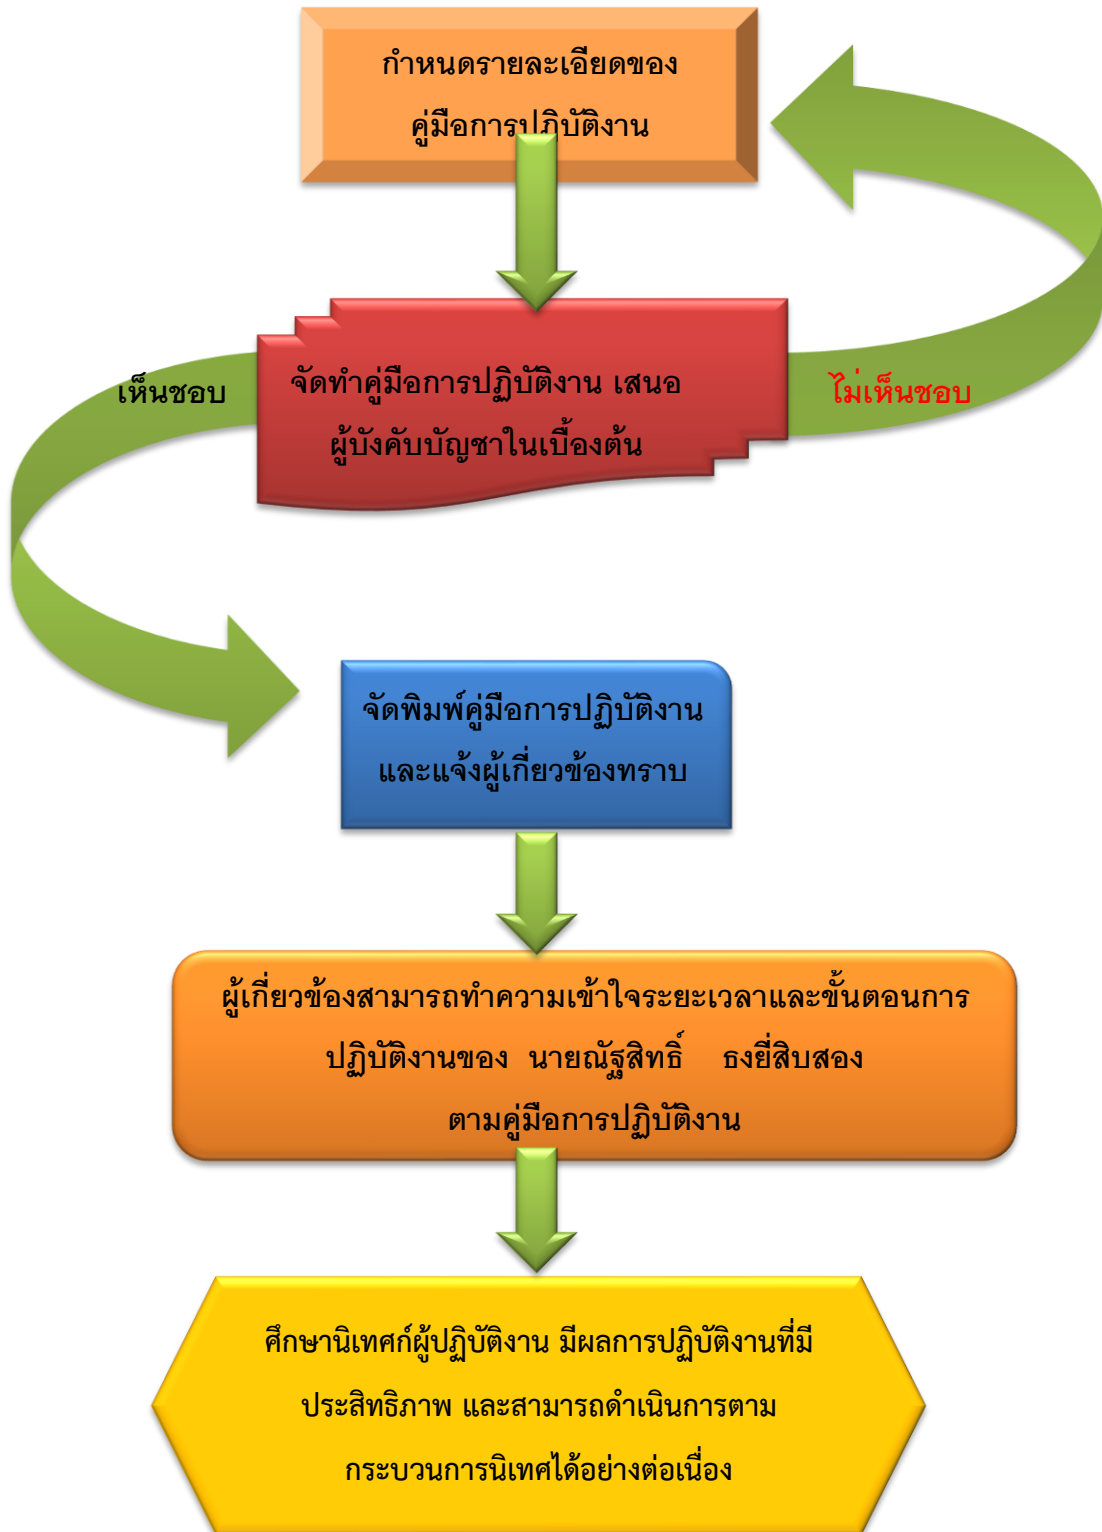 กำหนดรายละเอียดของ
คู่มือการปฏิบัติงาน
จัดทำคู่มือการปฏิบัติงาน เสนอ
ผู้บังคับบัญชาในเบื้องต้น
เห็นชอบ
ไม่เห็นชอบ
จัดพิมพ์คู่มือการปฏิบัติงาน
และแจ้งผู้เกี่ยวข้องทราบ
ผู้เกี่ยวข้องสามารถทำความเข้าใจระยะเวลาและขั้นตอนการ
ปฏิบัติงานของ นายณัฐสิทธิ์ ธงยี่สิบสอง
ตามคู่มือการปฏิบัติงาน
ศึกษานิเทศก์ผู้ปฏิบัติงาน มีผลการปฏิบัติงานที่มี
ประสิทธิภาพ และสามารถดำเนินการตาม
กระบวนการนิเทศได้อย่างต่อเนื่อง